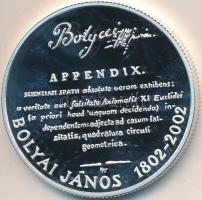 Bolyai
APPENDIX.
SCIENTIAM SPATII absolute veram exhibens:
a veritate aut falsitate Axiomatis XI Euclidei
(a priori haud unquam decidenda) in-
dependentem: adjecta ad casum fal-
sitatis, quadratura circuli
geometrica.
BOLYAI JÁNOS 1802-2002